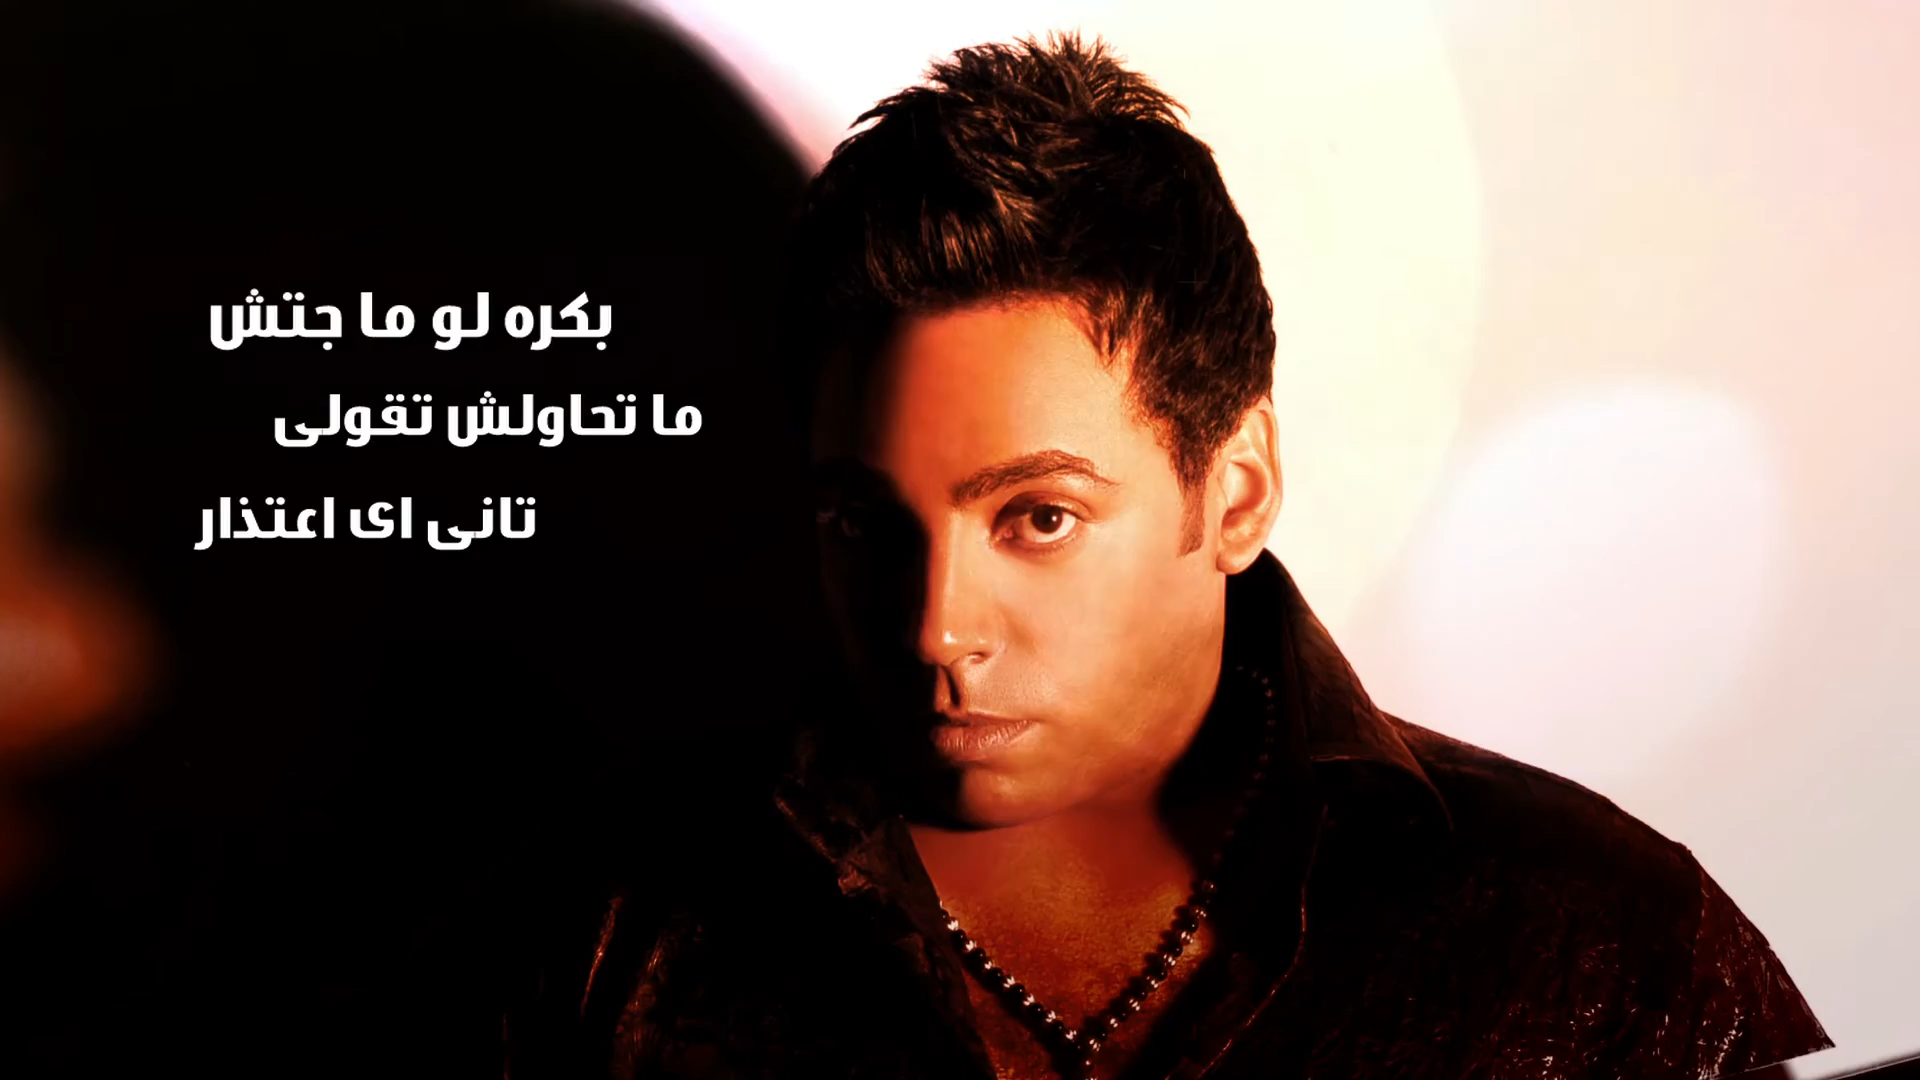 بكره لو ما جتش
ما تحاولش تقولى
تانى اى اعتذار